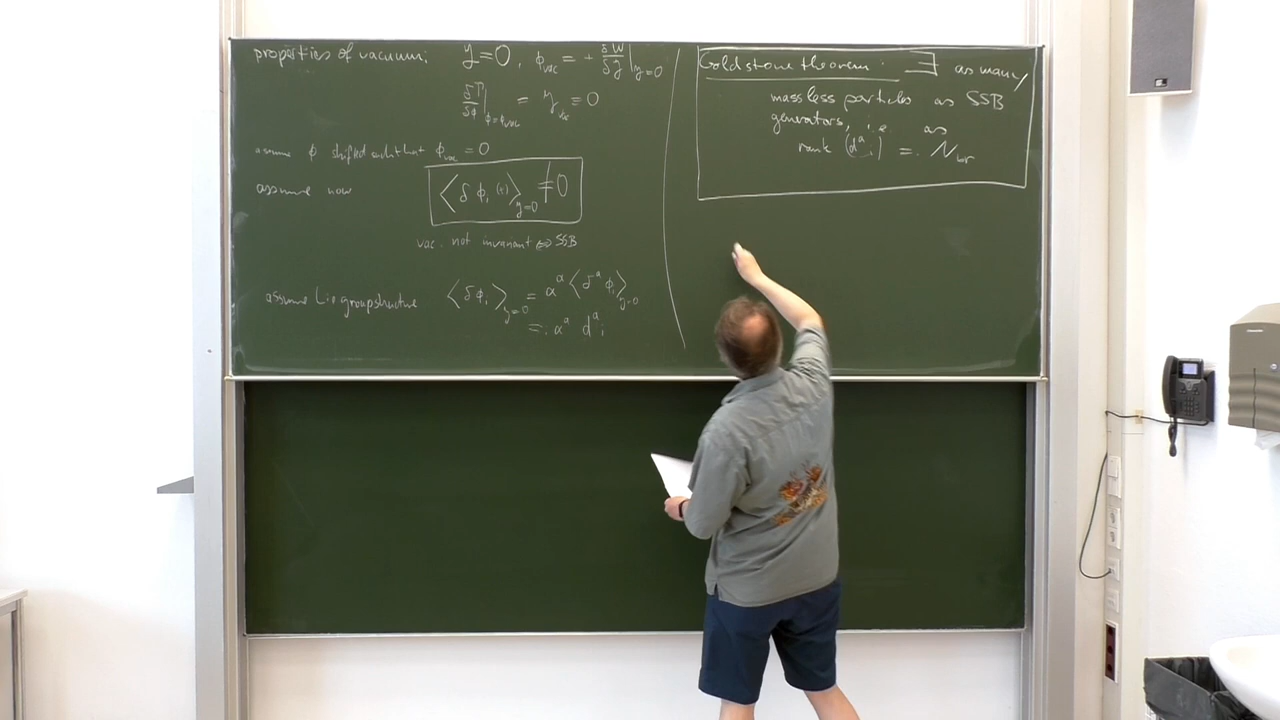 properties of vacuum: y=0, ϕ_vac = + δW/δy|_{y=0}
δΓ/δϕ|_{ϕ=ϕ_vac} = y = 0
assume ϕ shifted such that ϕ_vac = 0
assume now ⟨δϕ_i(x)⟩_{y=0} ≠ 0
vac. not invariant ⇔ SSB
assume Lie group structure ⟨δϕ_i⟩_{y=0} = α^a ⟨δ^a ϕ_i⟩_{y=0}
=: α^a d^a_i
Goldstone theorem: ∃ as many
massless particles as SSB
generators, i.e. as
rank (d^a_i) =: N_br